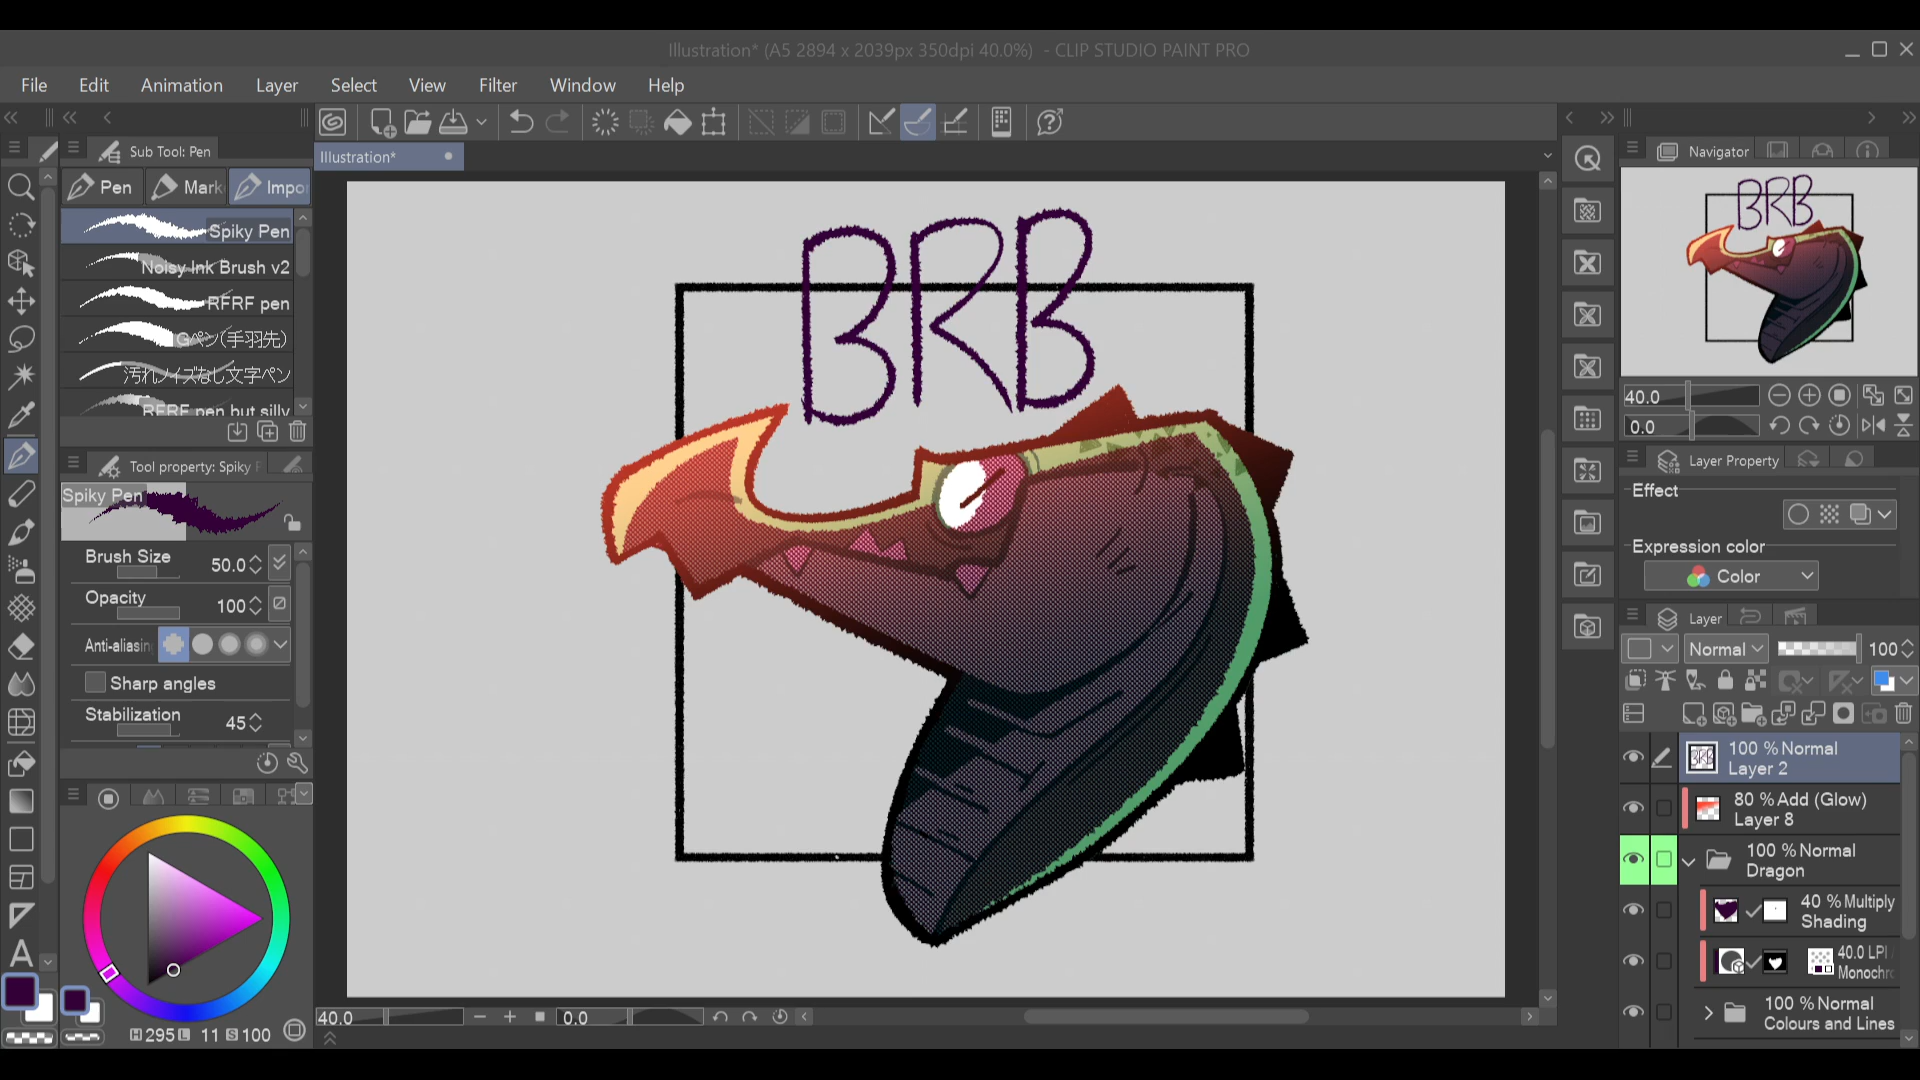 Illustration* (A5 2894 x 2039px 350dpi 40.0%) - CLIP STUDIO PAINT PRO
File Edit Animation Layer Select View Filter Window Help
Sub Tool: Pen
Illustration*
Navigator
Pen Mark Impo
Spiky Pen
Noisy Ink Brush v2
RFRF pen
Gペン(手羽先)
汚れノイズなし文字ペン
RFRF pen but silly
BRB
40.0
0.0
Tool property: Spiky P
Layer Property
Spiky Pen
Effect
Brush Size 50.0
Expression color
Color
Opacity 100
Layer
Anti-aliasin
Normal 100
Sharp angles
Stabilization 45
100 % Normal
Layer 2
80 % Add (Glow)
Layer 8
100 % Normal
Dragon
40 % Multiply
Shading
40.0 LPI
Monochr
100 % Normal
Colours and Lines
40.0 0.0
H 295 L 11 S 100
A